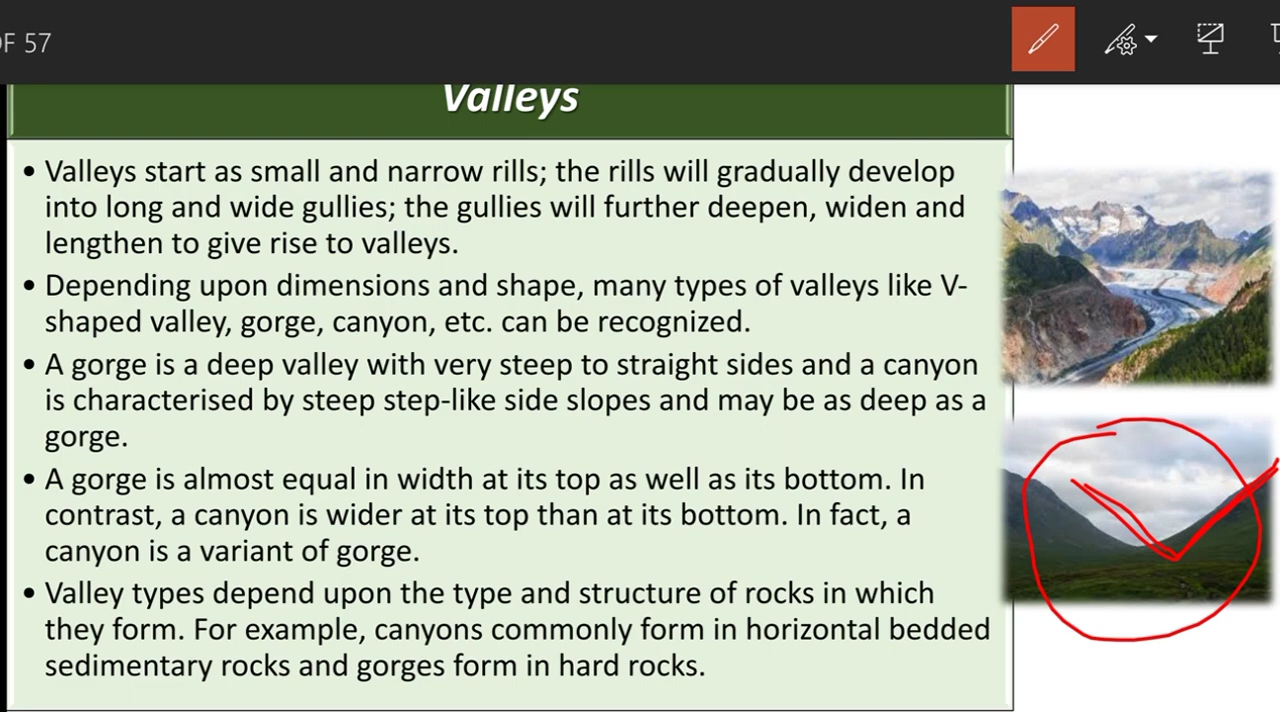 OF 57
Valleys
• Valleys start as small and narrow rills; the rills will gradually develop
into long and wide gullies; the gullies will further deepen, widen and
lengthen to give rise to valleys.
• Depending upon dimensions and shape, many types of valleys like V-
shaped valley, gorge, canyon, etc. can be recognized.
• A gorge is a deep valley with very steep to straight sides and a canyon
is characterised by steep step-like side slopes and may be as deep as a
gorge.
• A gorge is almost equal in width at its top as well as its bottom. In
contrast, a canyon is wider at its top than at its bottom. In fact, a
canyon is a variant of gorge.
• Valley types depend upon the type and structure of rocks in which
they form. For example, canyons commonly form in horizontal bedded
sedimentary rocks and gorges form in hard rocks.